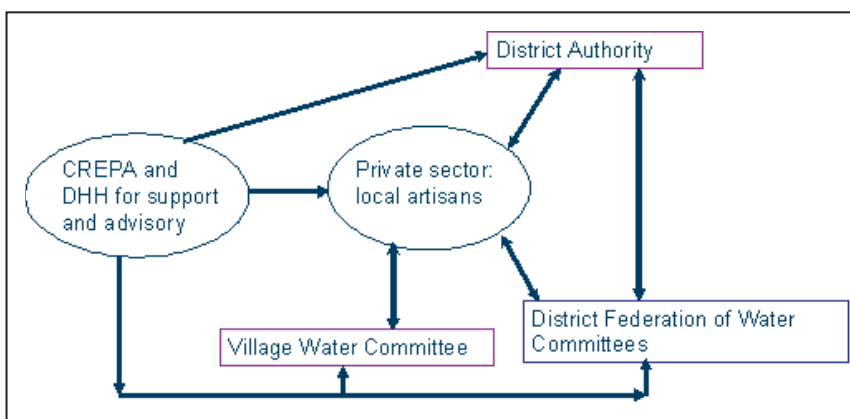 District Authority
CREPA and
DHH for support
and advisory
Private sector:
local artisans
District Federation of Water
Committees
Village Water Committee